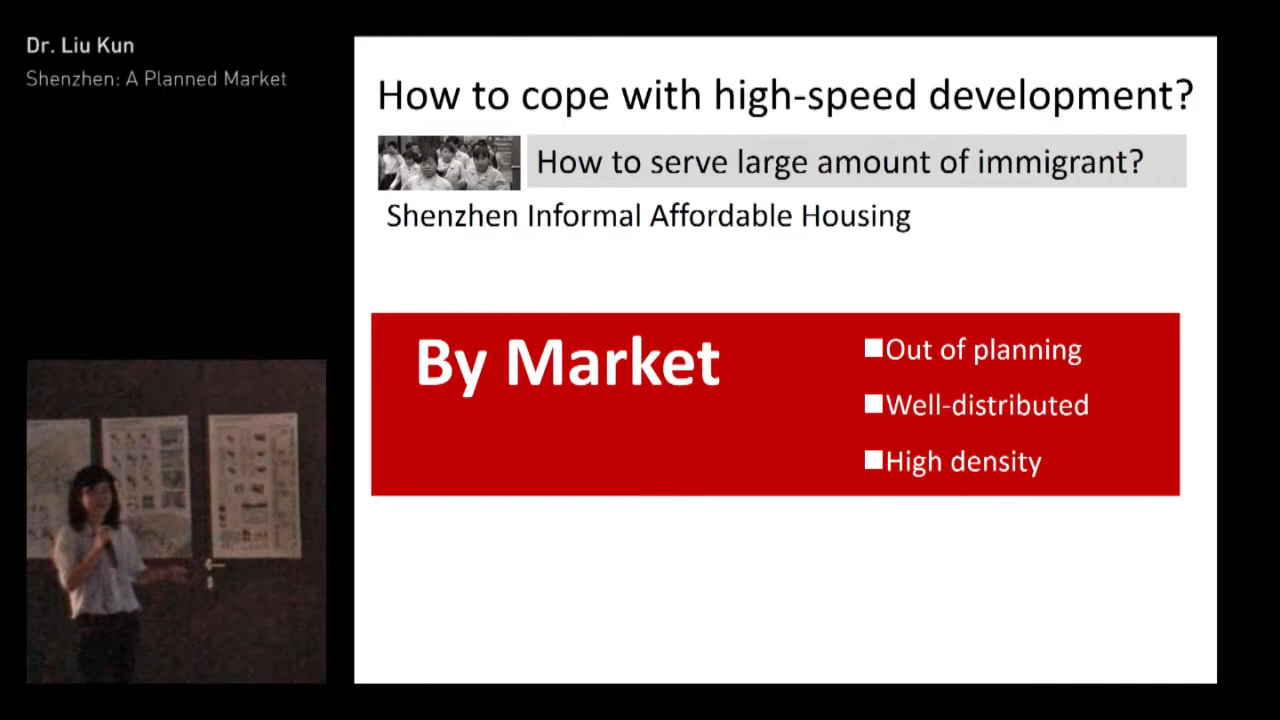 Dr. Liu Kun
Shenzhen: A Planned Market
How to cope with high-speed development?
How to serve large amount of immigrant?
Shenzhen Informal Affordable Housing
By Market
Out of planning
Well-distributed
High density